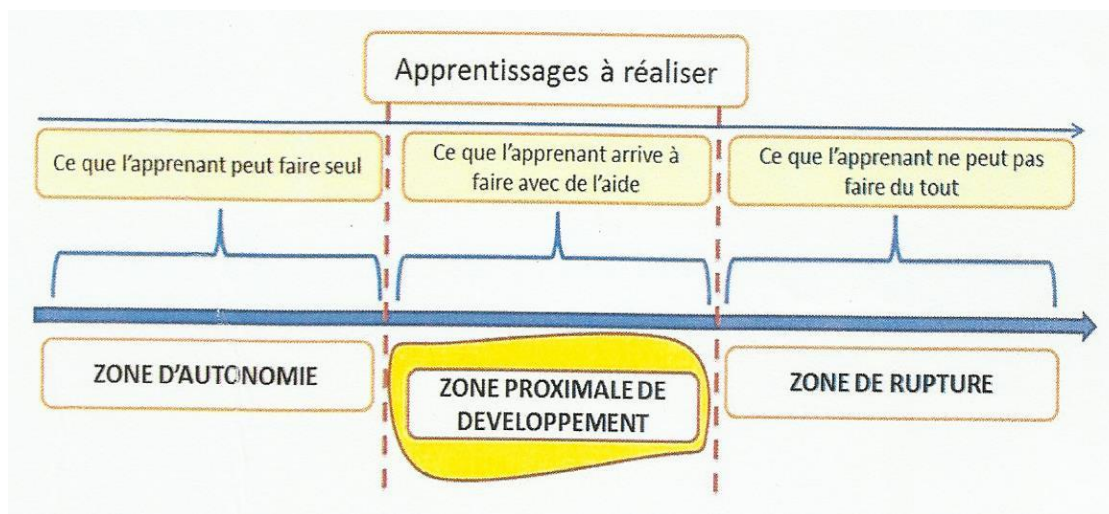 Apprentissages à réaliser
Ce que l'apprenant peut faire seul
Ce que l'apprenant arrive à
faire avec de l'aide
Ce que l'apprenant ne peut pas
faire du tout
ZONE D'AUTONOMIE
ZONE PROXIMALE DE
DEVELOPPEMENT
ZONE DE RUPTURE